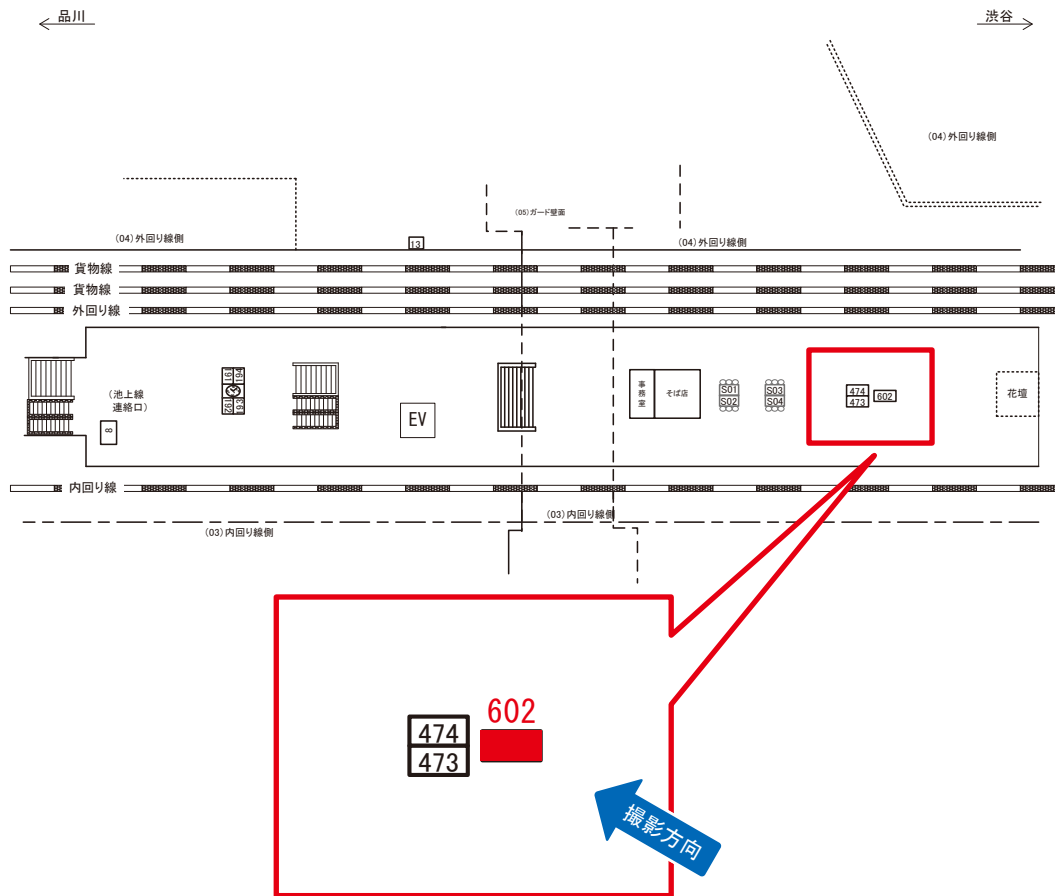 品川
渋谷
(04)外回り線側
(05)ガード壁面
(04)外回り線側
13
(04)外回り線側
貨物線
貨物線
外回り線
(池上線
連絡口)
8
191
194
192
193
EV
事務室
そば店
S01
S02
S03
S04
474
473
602
花壇
内回り線
(03)内回り線側
(03)内回り線側
602
474
473
撮影方向